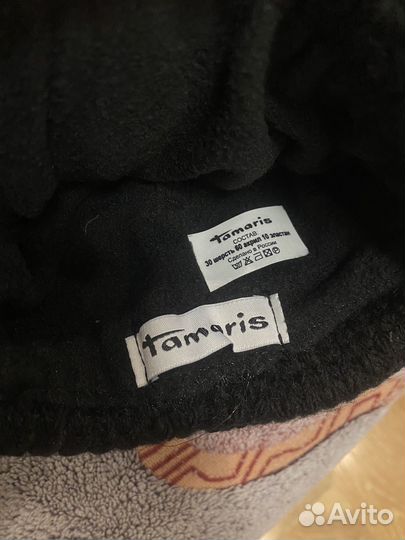 Tamaris
СОСТАВ:
30 шерсть 60 акрил 10 эластан
Сделано в России
Tamaris
Avito